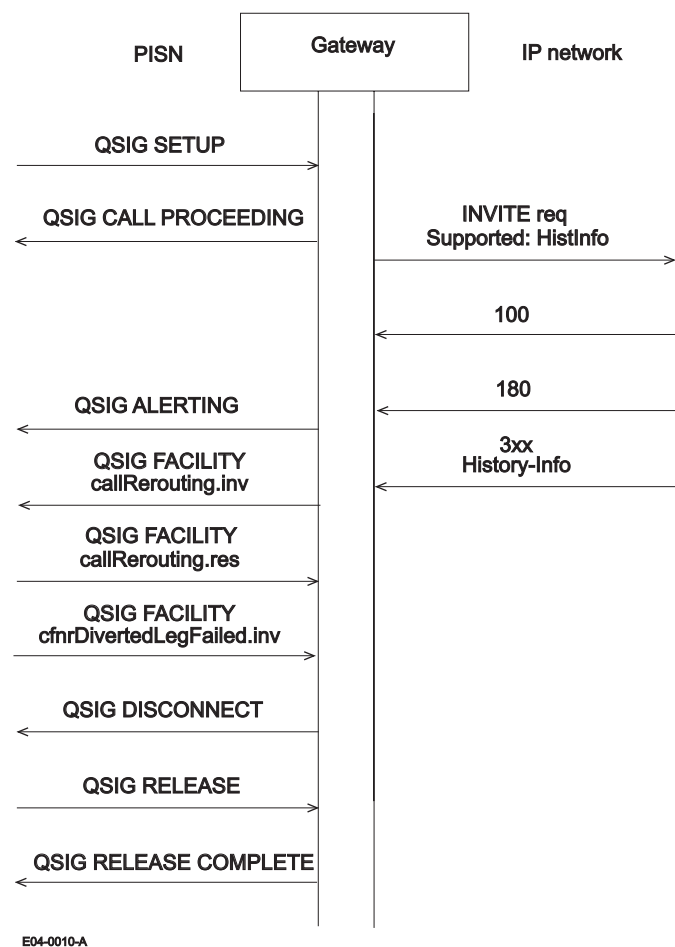 PISN
Gateway
IP network
QSIG SETUP
QSIG CALL PROCEEDING
INVITE req
Supported: HistInfo
100
180
QSIG ALERTING
3xx
History-Info
QSIG FACILITY
callRerouting.inv
QSIG FACILITY
callRerouting.res
QSIG FACILITY
cfnrDivertedLegFailed.inv
QSIG DISCONNECT
QSIG RELEASE
QSIG RELEASE COMPLETE
E04-0010-A